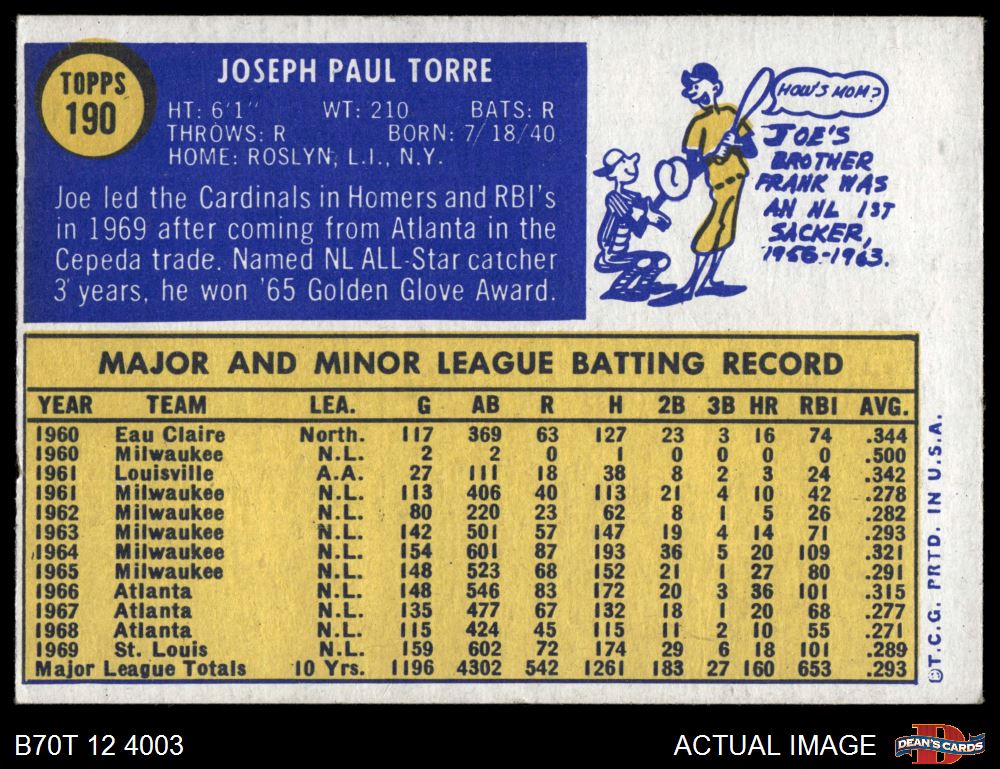 TOPPS
190
JOSEPH PAUL TORRE
HT: 6'1" WT: 210 BATS: R
THROWS: R BORN: 7/18/40
HOME: ROSLYN, L.I., N.Y.
Joe led the Cardinals in Homers and RBI's
in 1969 after coming from Atlanta in the
Cepeda trade. Named NL ALL-Star catcher
3 years, he won '65 Golden Glove Award.
HOW'S MOM?
JOE'S
BROTHER
FRANK WAS
AN NL 1ST
SACKER,
1956-1963.
MAJOR AND MINOR LEAGUE BATTING RECORD
YEAR TEAM LEA. G AB R H 2B 3B HR RBI AVG.
1960 Eau Claire North. 117 369 63 127 23 3 16 74 .344
1960 Milwaukee N.L. 2 2 0 1 0 0 0 0 .500
1961 Louisville A.A. 27 111 18 38 8 2 3 24 .342
1961 Milwaukee N.L. 113 406 40 113 21 4 10 42 .278
1962 Milwaukee N.L. 80 220 23 62 8 1 5 26 .282
1963 Milwaukee N.L. 142 501 57 147 19 4 14 71 .293
1964 Milwaukee N.L. 154 601 87 193 36 5 20 109 .321
1965 Milwaukee N.L. 148 523 68 152 21 1 27 80 .291
1966 Atlanta N.L. 148 546 83 172 20 3 36 101 .315
1967 Atlanta N.L. 135 477 67 132 18 1 20 68 .277
1968 Atlanta N.L. 115 424 45 115 11 2 10 55 .271
1969 St. Louis N.L. 159 602 72 174 29 6 18 101 .289
Major League Totals 10 Yrs. 1196 4302 542 1261 183 27 160 653 .293
©T.C.G. PRTD. IN U.S.A.
B70T 12 4003
ACTUAL IMAGE
D
DEAN'S CARDS